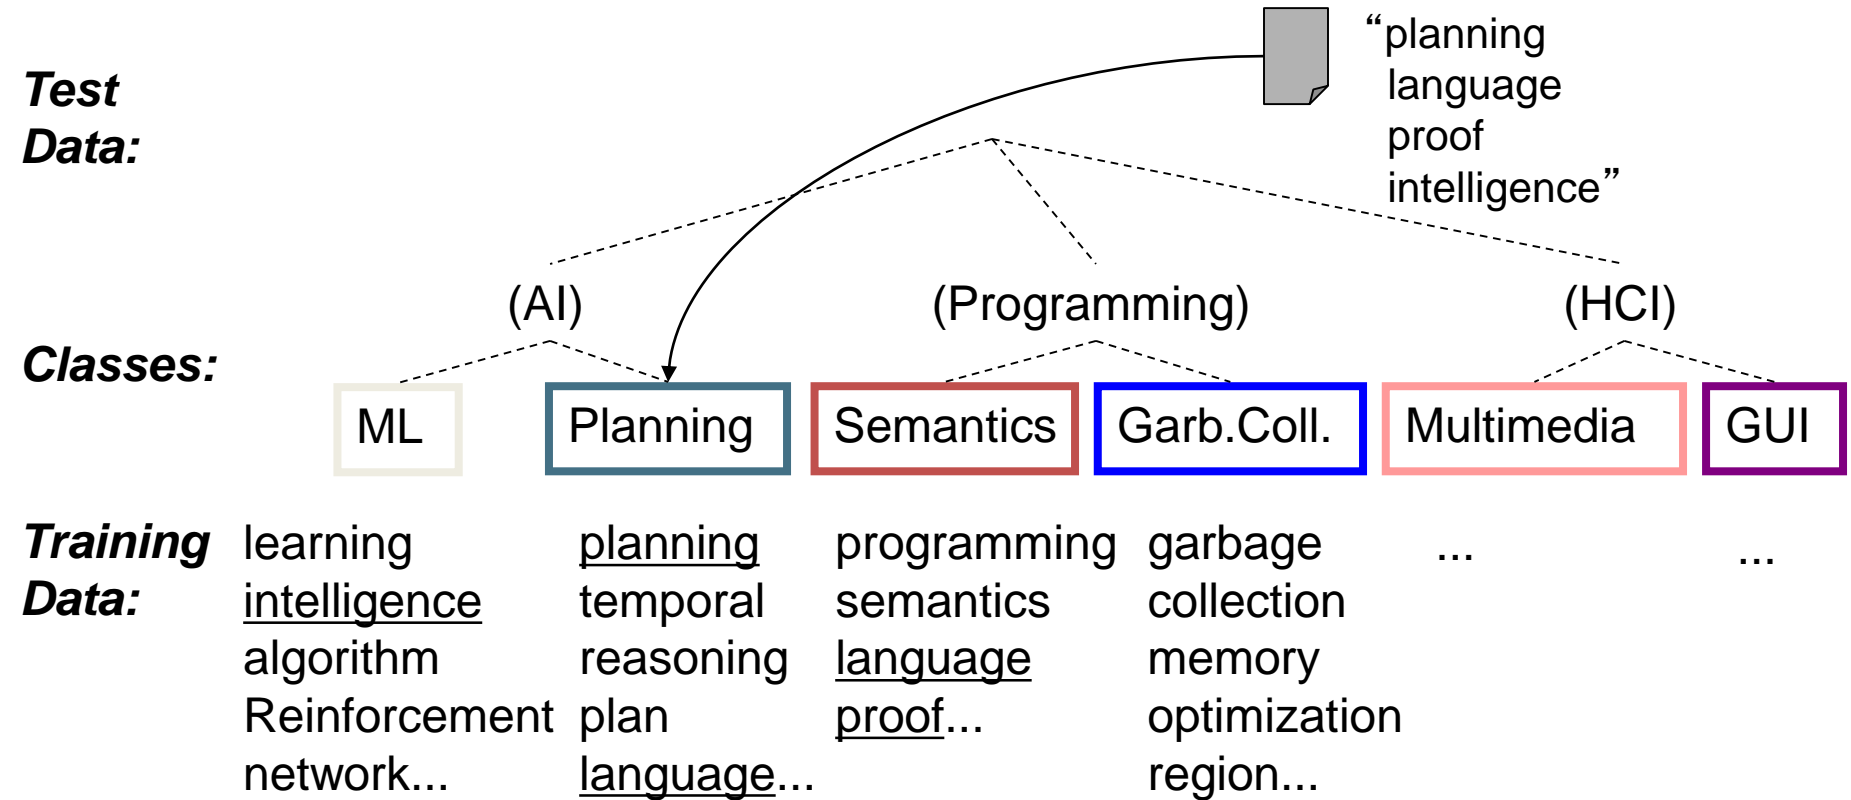 Test
Data:
“planning
language
proof
intelligence”
(AI)
(Programming)
(HCI)
Classes:
ML
Planning
Semantics
Garb.Coll.
Multimedia
GUI
Training
Data:
learning
intelligence
algorithm
Reinforcement
network...
planning
temporal
reasoning
plan
language...
programming
semantics
language
proof...
garbage
collection
memory
optimization
region...
...
...